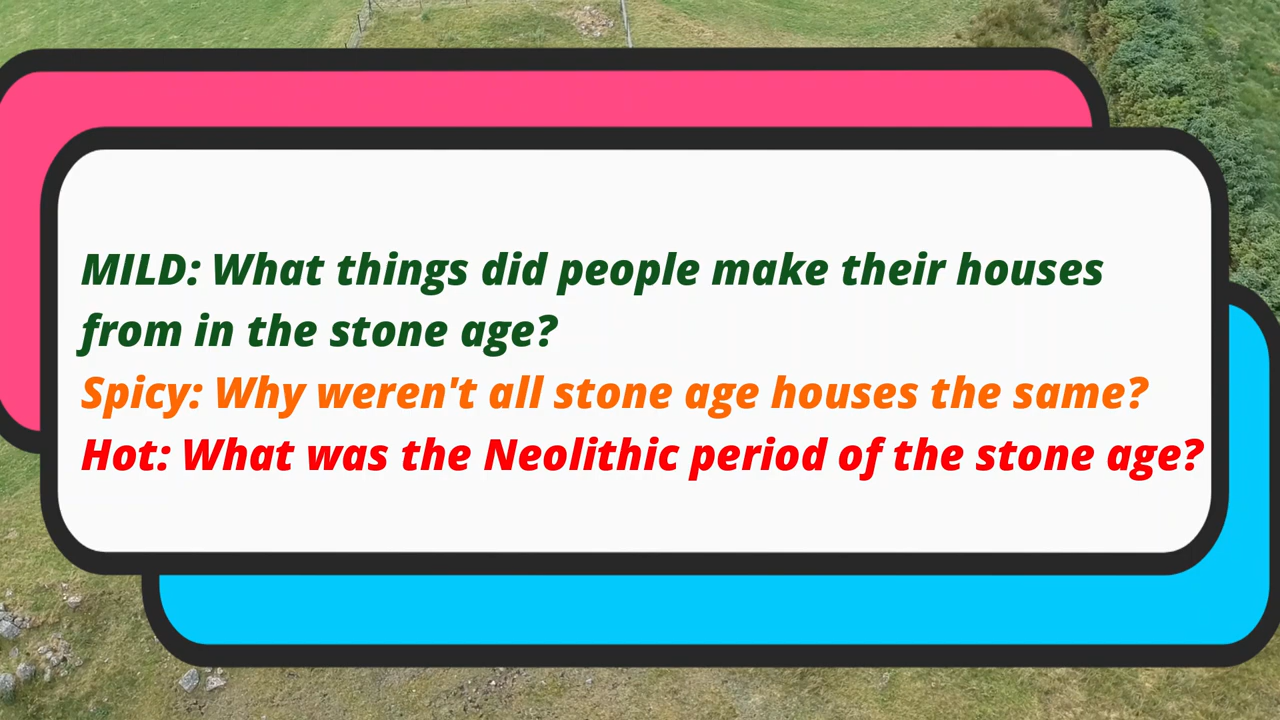 MILD: What things did people make their houses
from in the stone age?
Spicy: Why weren't all stone age houses the same?
Hot: What was the Neolithic period of the stone age?